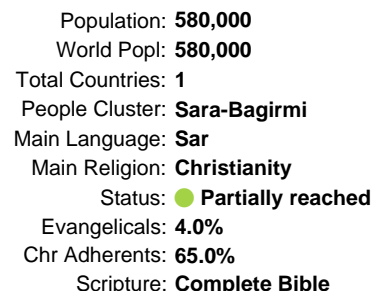 Population: 580,000
World Popl: 580,000
Total Countries: 1
People Cluster: Sara-Bagirmi
Main Language: Sar
Main Religion: Christianity
Status: Partially reached
Evangelicals: 4.0%
Chr Adherents: 65.0%
Scripture: Complete Bible